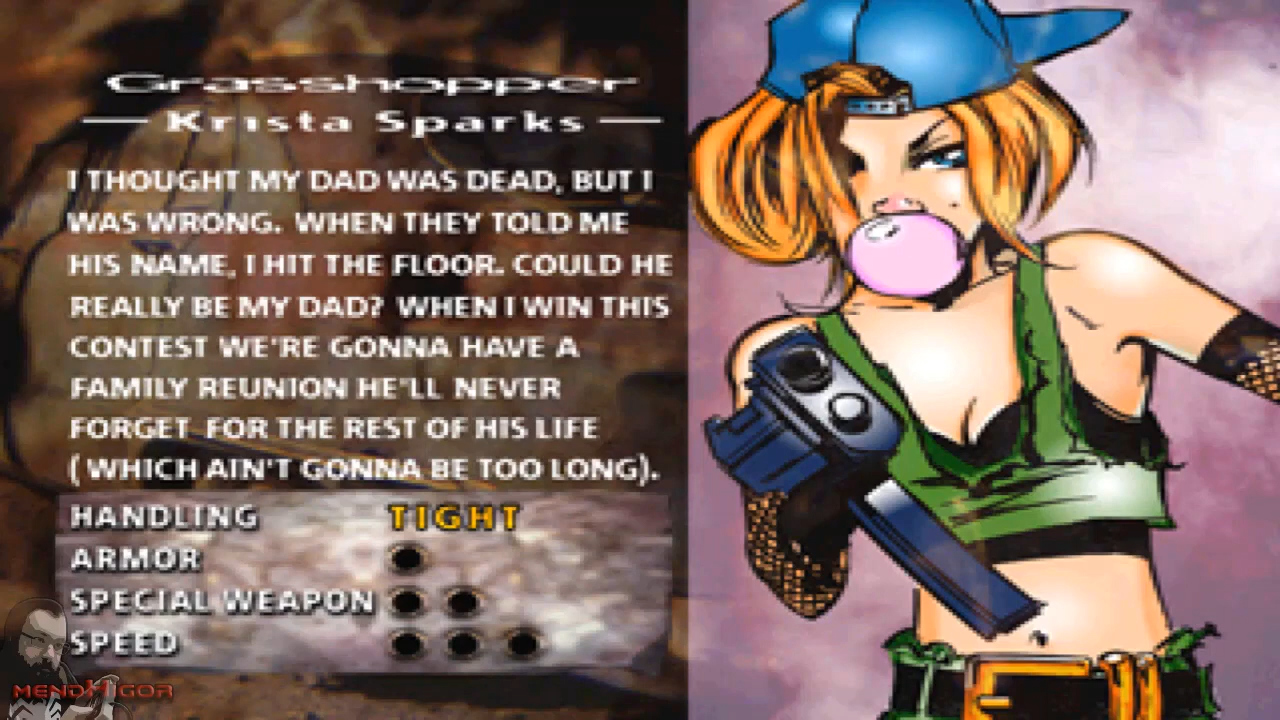 Grasshopper
Krista Sparks
I THOUGHT MY DAD WAS DEAD, BUT I
WAS WRONG. WHEN THEY TOLD ME
HIS NAME, I HIT THE FLOOR. COULD HE
REALLY BE MY DAD? WHEN I WIN THIS
CONTEST WE'RE GONNA HAVE A
FAMILY REUNION HE'LL NEVER
FORGET FOR THE REST OF HIS LIFE
( WHICH AIN'T GONNA BE TOO LONG).
HANDLING TIGHT
ARMOR
SPECIAL WEAPON
SPEED
MENDHIGOR